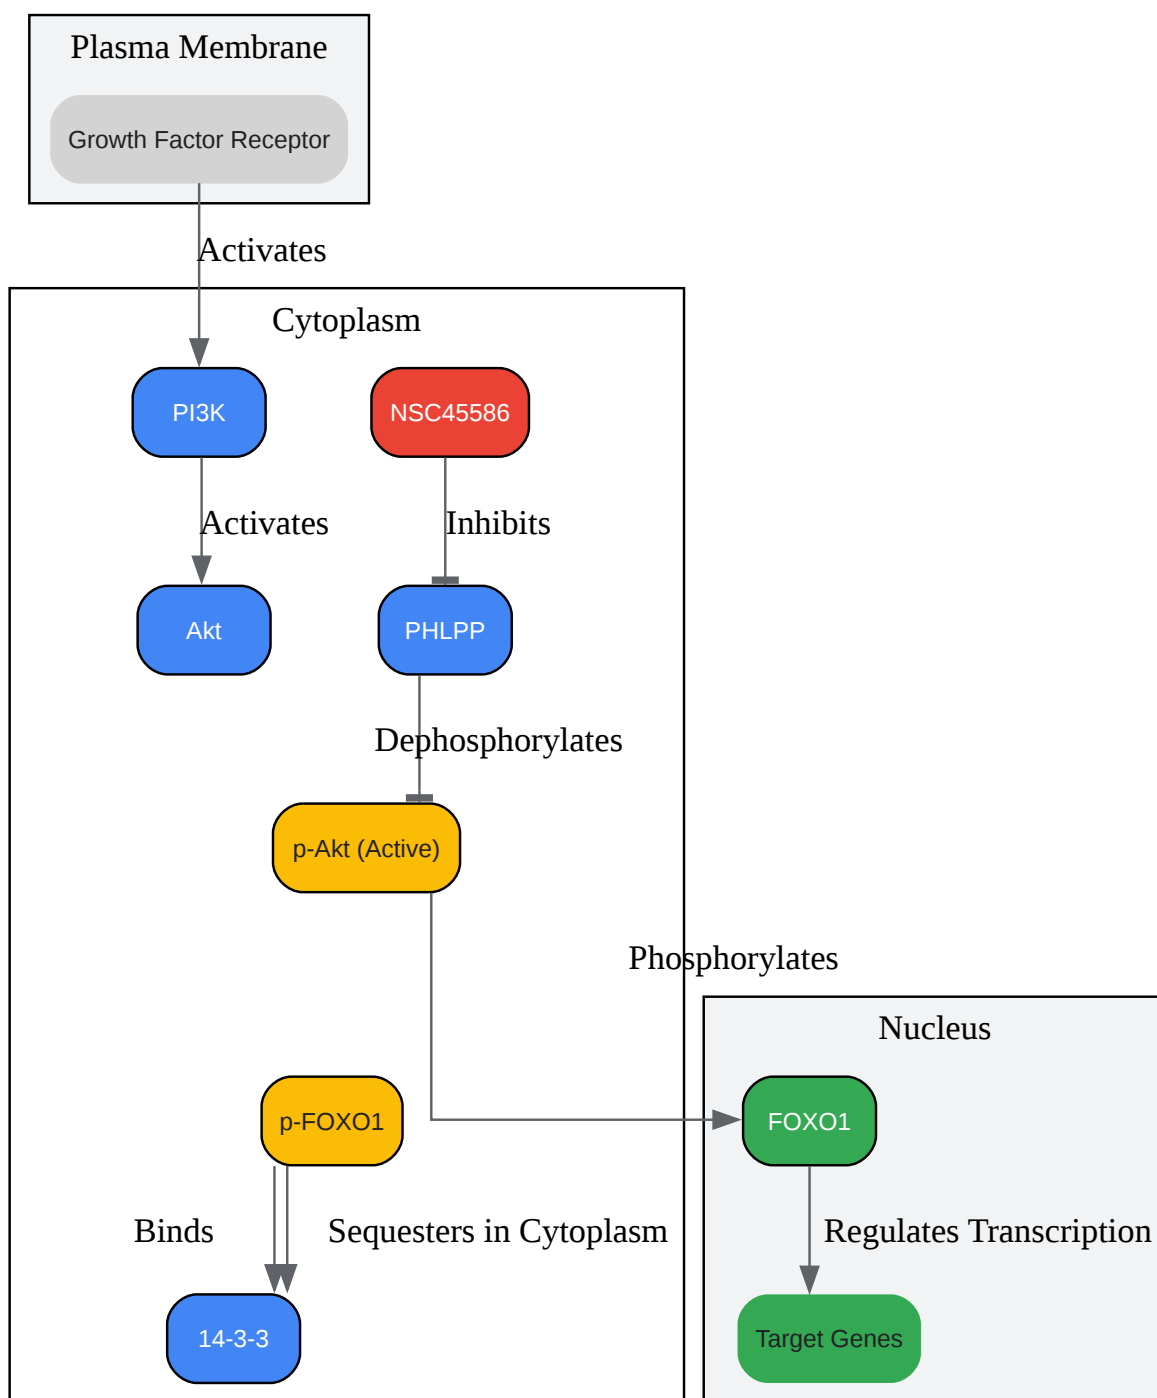 Plasma Membrane
Growth Factor Receptor
Activates
Cytoplasm
PI3K
NSC45586
Activates
Inhibits
Akt
PHLPP
Dephosphorylates
p-Akt (Active)
Phosphorylates
Nucleus
p-FOXO1
FOXO1
Binds
Sequesters in Cytoplasm
Regulates Transcription
14-3-3
Target Genes